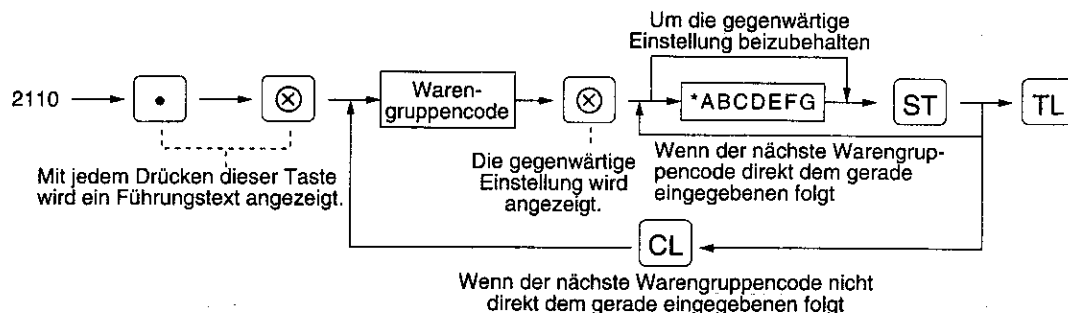 Um die gegenwärtige
Einstellung beizubehalten
2110 • ⊗ Waren-
gruppencode ⊗ *ABCDEFG ST TL
Mit jedem Drücken dieser Taste
wird ein Führungstext angezeigt.
Die gegenwärtige
Einstellung wird
angezeigt.
Wenn der nächste Warengrup-
pencode direkt dem gerade
eingegebenen folgt
CL
Wenn der nächste Warengruppencode nicht
direkt dem gerade eingegebenen folgt